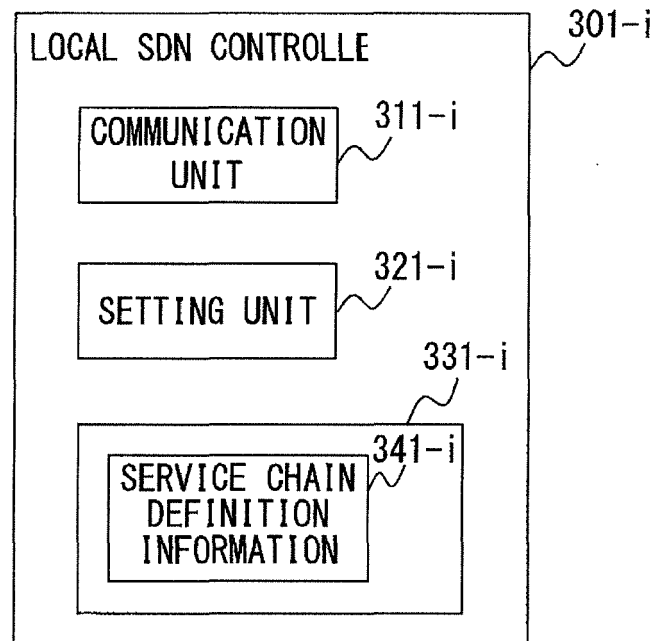 301-i
LOCAL SDN CONTROLLE
311-i
COMMUNICATION
UNIT
321-i
SETTING UNIT
331-i
341-i
SERVICE CHAIN
DEFINITION
INFORMATION